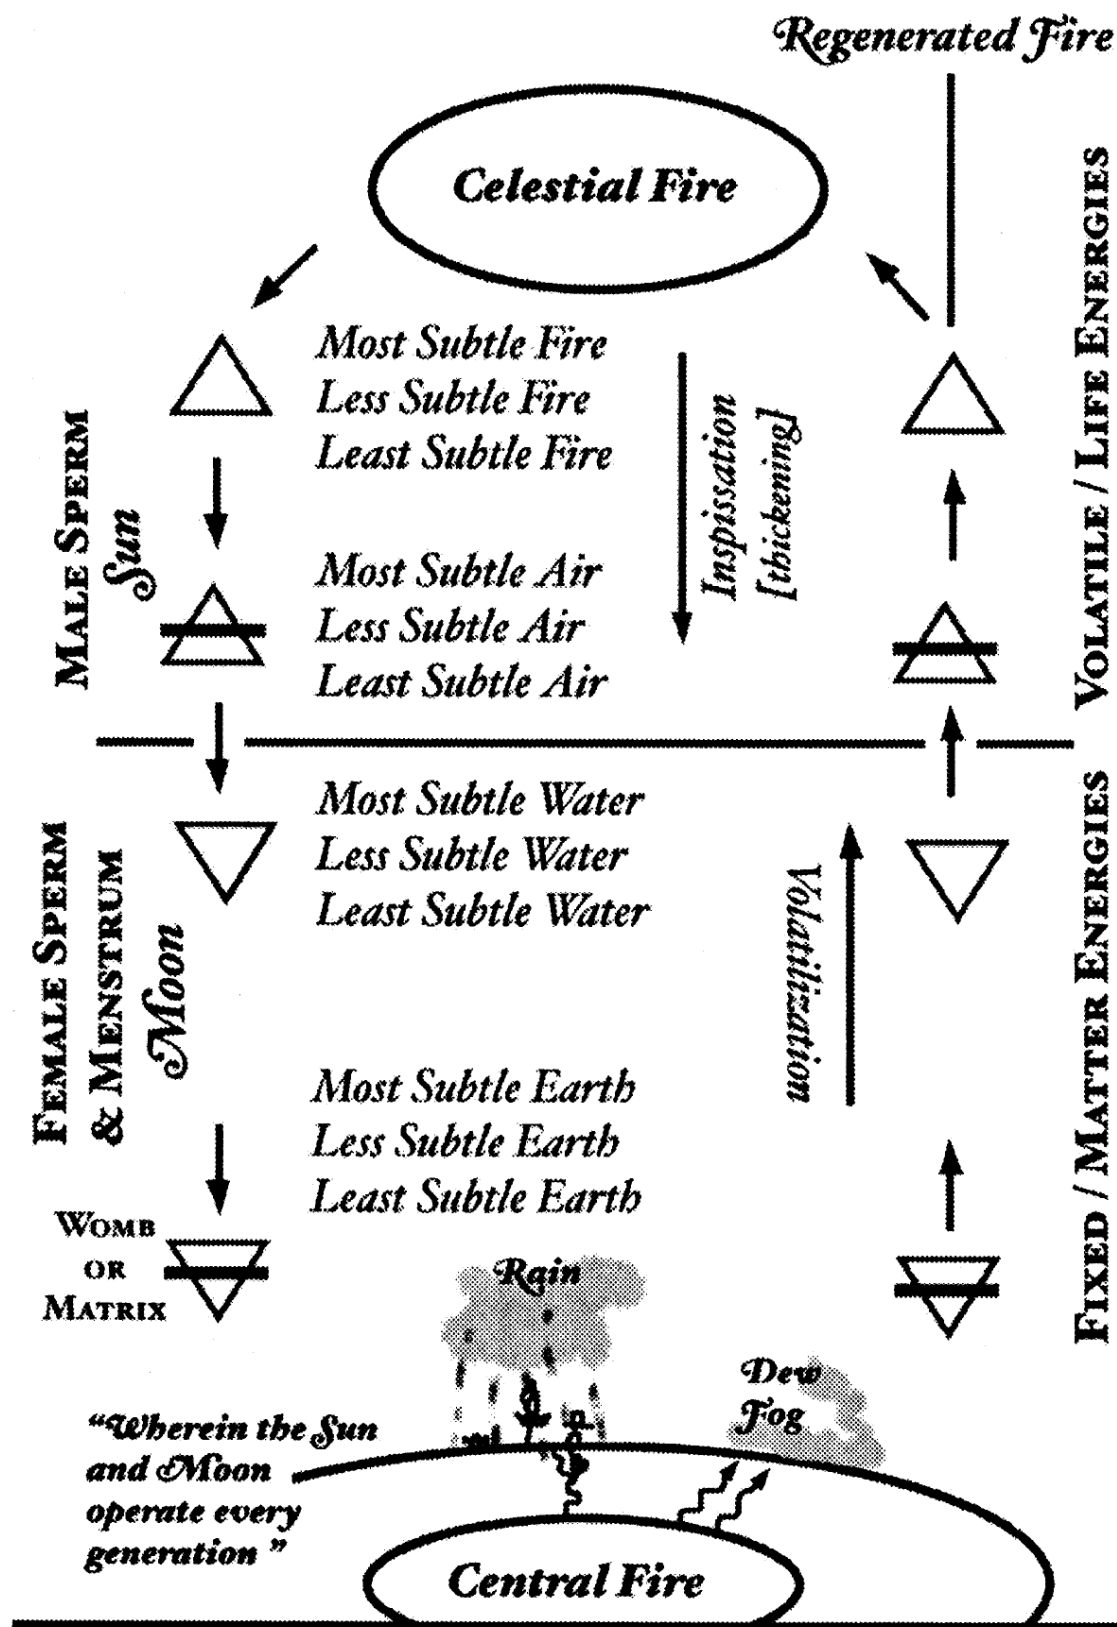 Regenerated Fire
Celestial Fire
Most Subtle Fire
Less Subtle Fire
Least Subtle Fire
Inspissation
[thickening]
MALE SPERM
Sun
VOLATILE / LIFE ENERGIES
Most Subtle Air
Less Subtle Air
Least Subtle Air
Most Subtle Water
Less Subtle Water
Least Subtle Water
Volatilization
FEMALE SPERM
& MENSTRUM
Moon
FIXED / MATTER ENERGIES
Most Subtle Earth
Less Subtle Earth
Least Subtle Earth
WOMB
OR
MATRIX
Rain
Dew
Fog
“Wherein the Sun
and Moon
operate every
generation ”
Central Fire